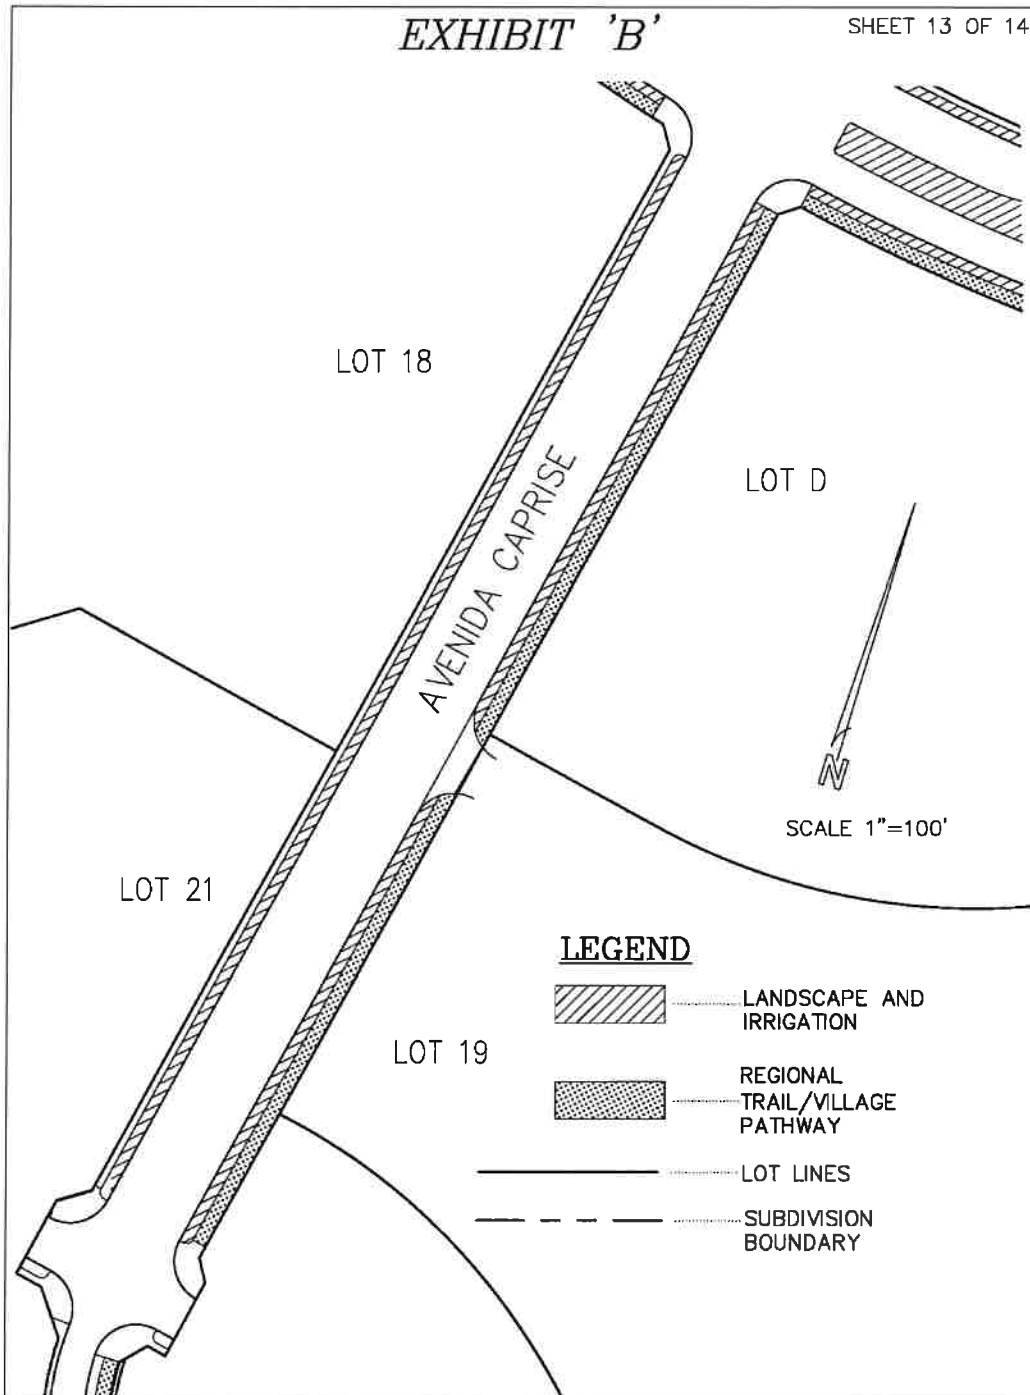 EXHIBIT 'B'
SHEET 13 OF 14
LOT 18
LOT D
AVENIDA CAPRISE
N
SCALE 1"=100'
LOT 21
LOT 19
LEGEND
LANDSCAPE AND
IRRIGATION
REGIONAL
TRAIL/VILLAGE
PATHWAY
LOT LINES
SUBDIVISION
BOUNDARY